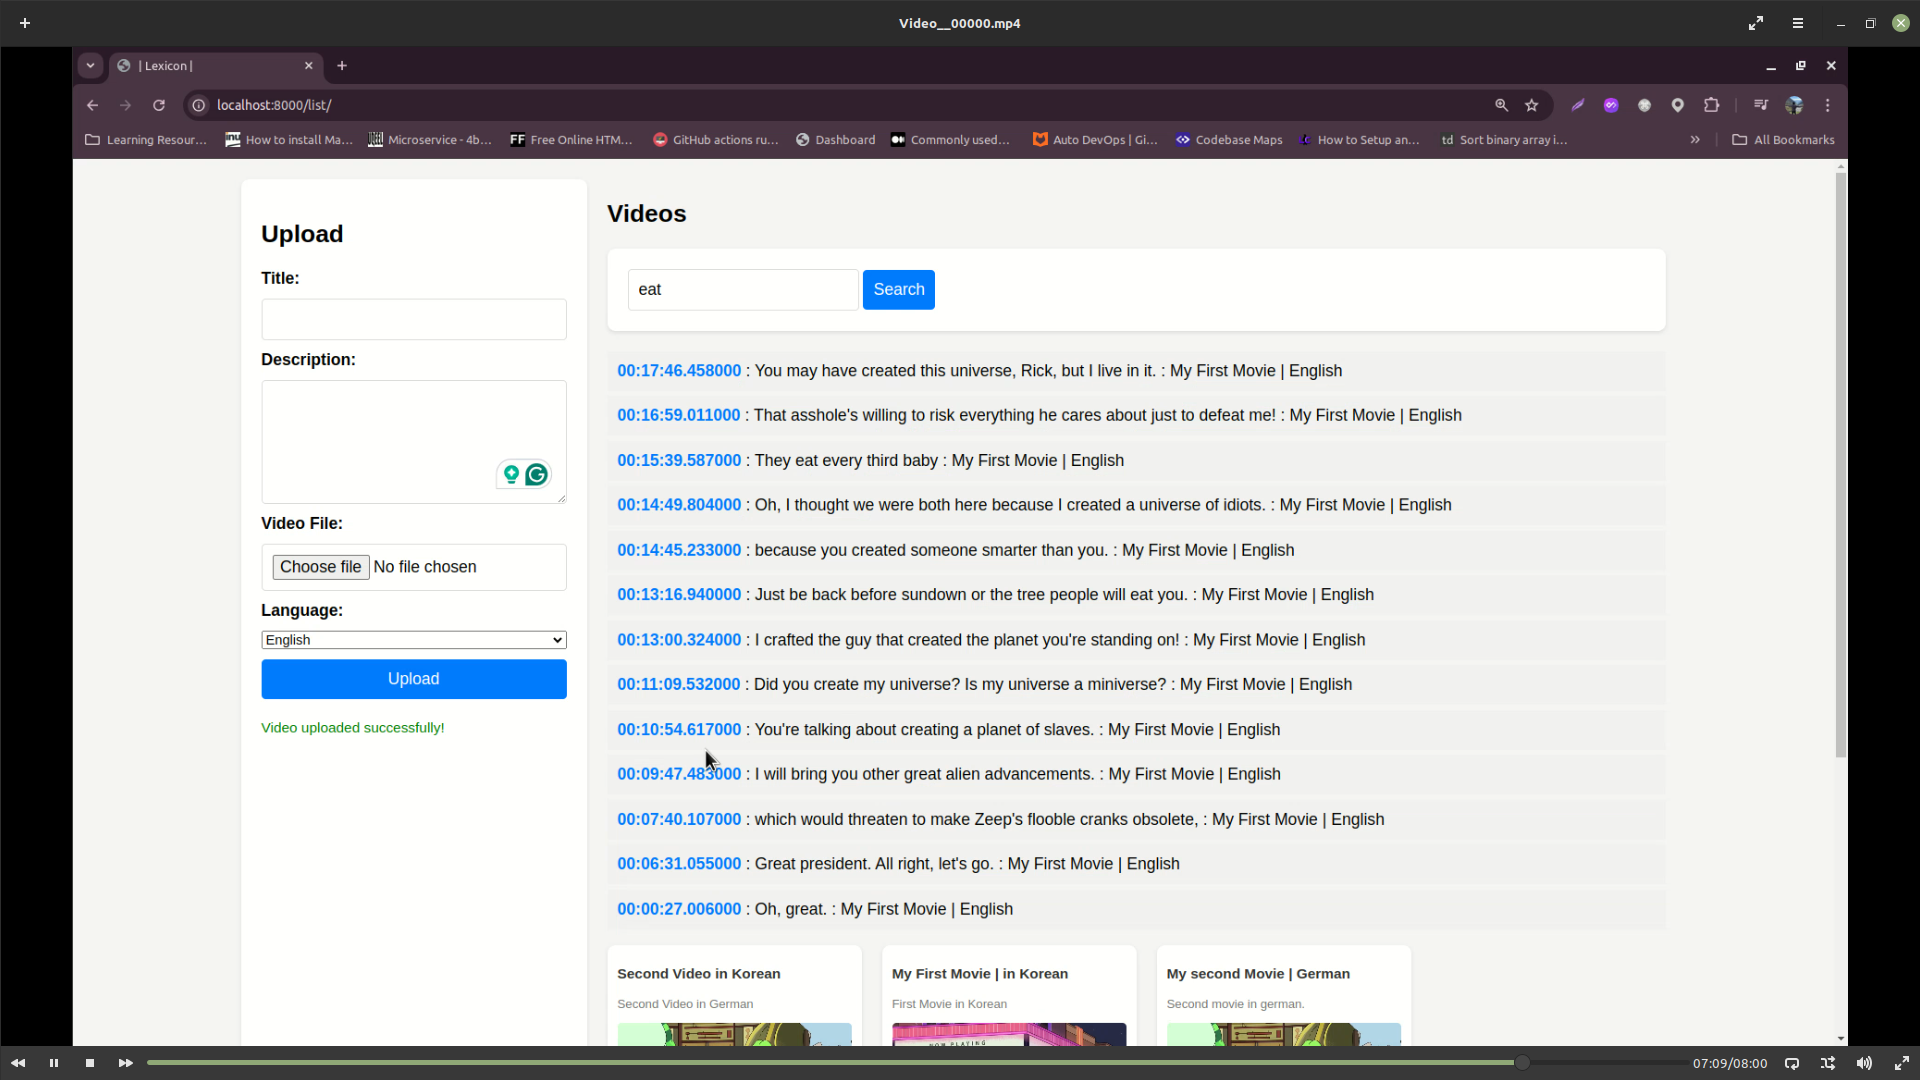 Video__00000.mp4
| Lexicon |
localhost:8000/list/
Learning Resour...
How to install Ma...
Microservice - 4b...
FF Free Online HTM...
GitHub actions ru...
Dashboard
Commonly used...
Auto DevOps | Gi...
Codebase Maps
How to Setup an...
td Sort binary array i...
All Bookmarks
Upload
Title:
Description:
Video File:
Choose file No file chosen
Language:
English
Upload
Video uploaded successfully!
Videos
eat
Search
00:17:46.458000 : You may have created this universe, Rick, but I live in it. : My First Movie | English
00:16:59.011000 : That asshole's willing to risk everything he cares about just to defeat me! : My First Movie | English
00:15:39.587000 : They eat every third baby : My First Movie | English
00:14:49.804000 : Oh, I thought we were both here because I created a universe of idiots. : My First Movie | English
00:14:45.233000 : because you created someone smarter than you. : My First Movie | English
00:13:16.940000 : Just be back before sundown or the tree people will eat you. : My First Movie | English
00:13:00.324000 : I crafted the guy that created the planet you're standing on! : My First Movie | English
00:11:09.532000 : Did you create my universe? Is my universe a miniverse? : My First Movie | English
00:10:54.617000 : You're talking about creating a planet of slaves. : My First Movie | English
00:09:47.483000 : I will bring you other great alien advancements. : My First Movie | English
00:07:40.107000 : which would threaten to make Zeep's flooble cranks obsolete, : My First Movie | English
00:06:31.055000 : Great president. All right, let's go. : My First Movie | English
00:00:27.006000 : Oh, great. : My First Movie | English
Second Video in Korean
Second Video in German
My First Movie | in Korean
First Movie in Korean
NOW PLAYING
My second Movie | German
Second movie in german.
07:09/08:00